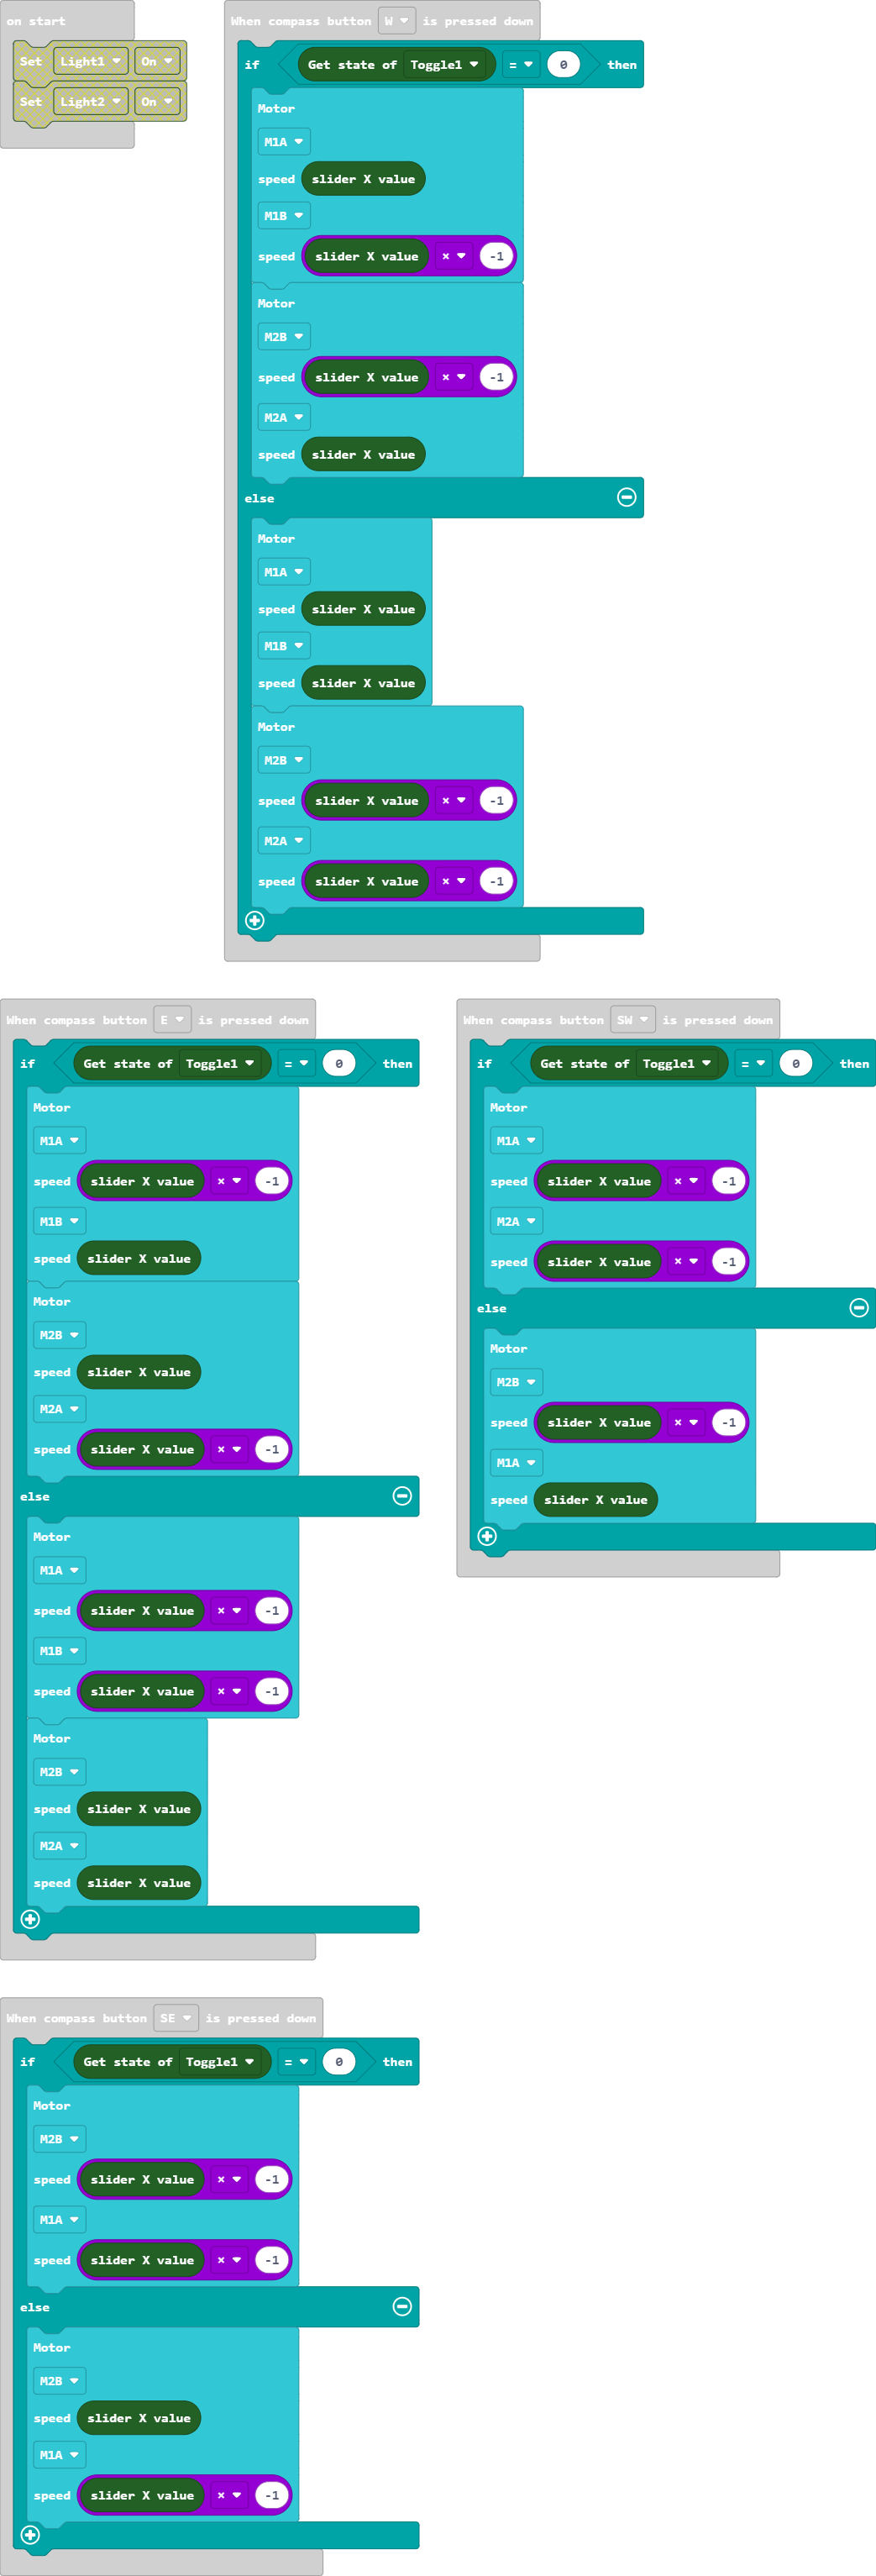 on start
Set Light1 On
Set Light2 On
When compass button W is pressed down
if Get state of Toggle1 = 0 then
Motor
M1A
speed slider X value
M1B
speed slider X value × -1
Motor
M2B
speed slider X value × -1
M2A
speed slider X value
else
Motor
M1A
speed slider X value
M1B
speed slider X value
Motor
M2B
speed slider X value × -1
M2A
speed slider X value × -1
When compass button E is pressed down
if Get state of Toggle1 = 0 then
Motor
M1A
speed slider X value × -1
M1B
speed slider X value
Motor
M2B
speed slider X value
M2A
speed slider X value × -1
else
Motor
M1A
speed slider X value × -1
M1B
speed slider X value × -1
Motor
M2B
speed slider X value
M2A
speed slider X value
When compass button SW is pressed down
if Get state of Toggle1 = 0 then
Motor
M1A
speed slider X value × -1
M2A
speed slider X value × -1
else
Motor
M2B
speed slider X value × -1
M1A
speed slider X value
When compass button SE is pressed down
if Get state of Toggle1 = 0 then
Motor
M2B
speed slider X value × -1
M1A
speed slider X value × -1
else
Motor
M2B
speed slider X value
M1A
speed slider X value × -1